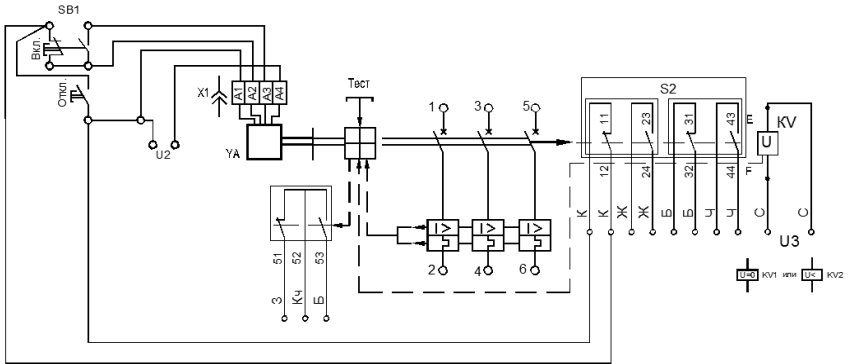 SB1
Вкл.
Откл.
X1
A1 A2 A3 A4
U2
YA
Тест
1 3 5
2 4 6
I> I> I>
51 52 53
З Кч Б
S2
11 23 31 43
12 24 32 44
К К Ж Ж Б Б Ч Ч С С
E
F
KV
U
U3
U=0 KV1 или U< KV2